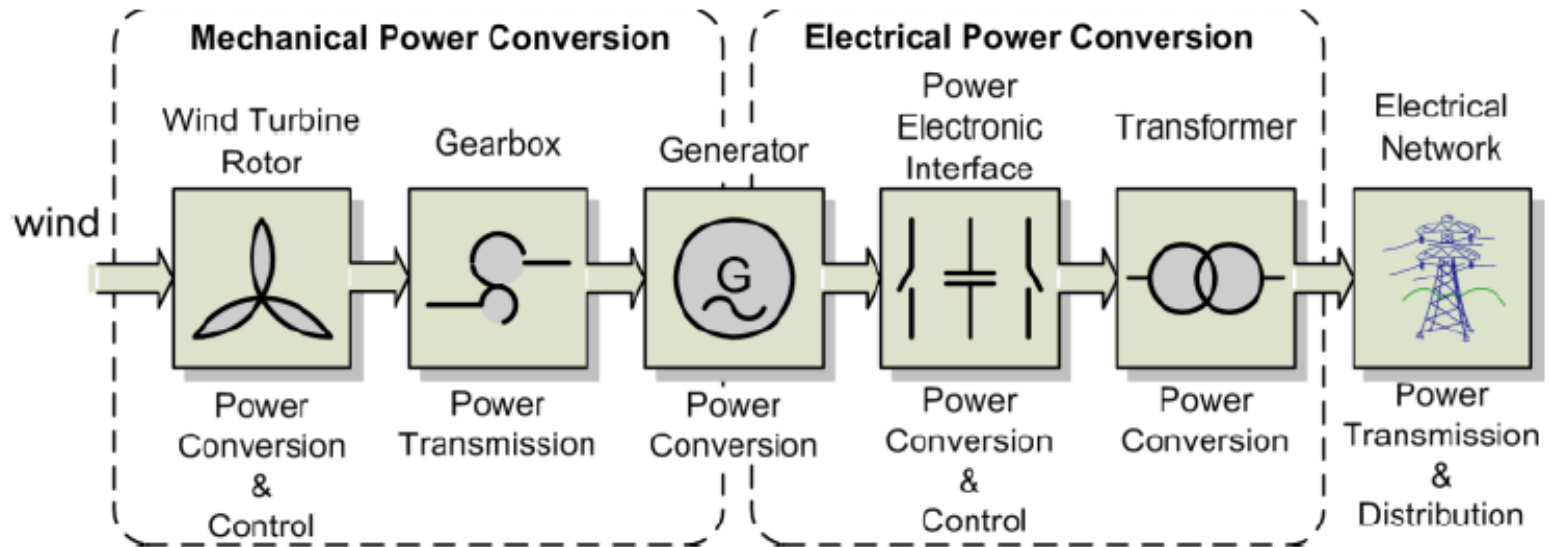 Mechanical Power Conversion
Electrical Power Conversion
wind
Wind Turbine
Rotor
Power
Conversion
&
Control
Gearbox
Power
Transmission
Generator
G
Power
Conversion
Power
Electronic
Interface
Power
Conversion
&
Control
Transformer
Power
Conversion
Electrical
Network
Power
Transmission
&
Distribution